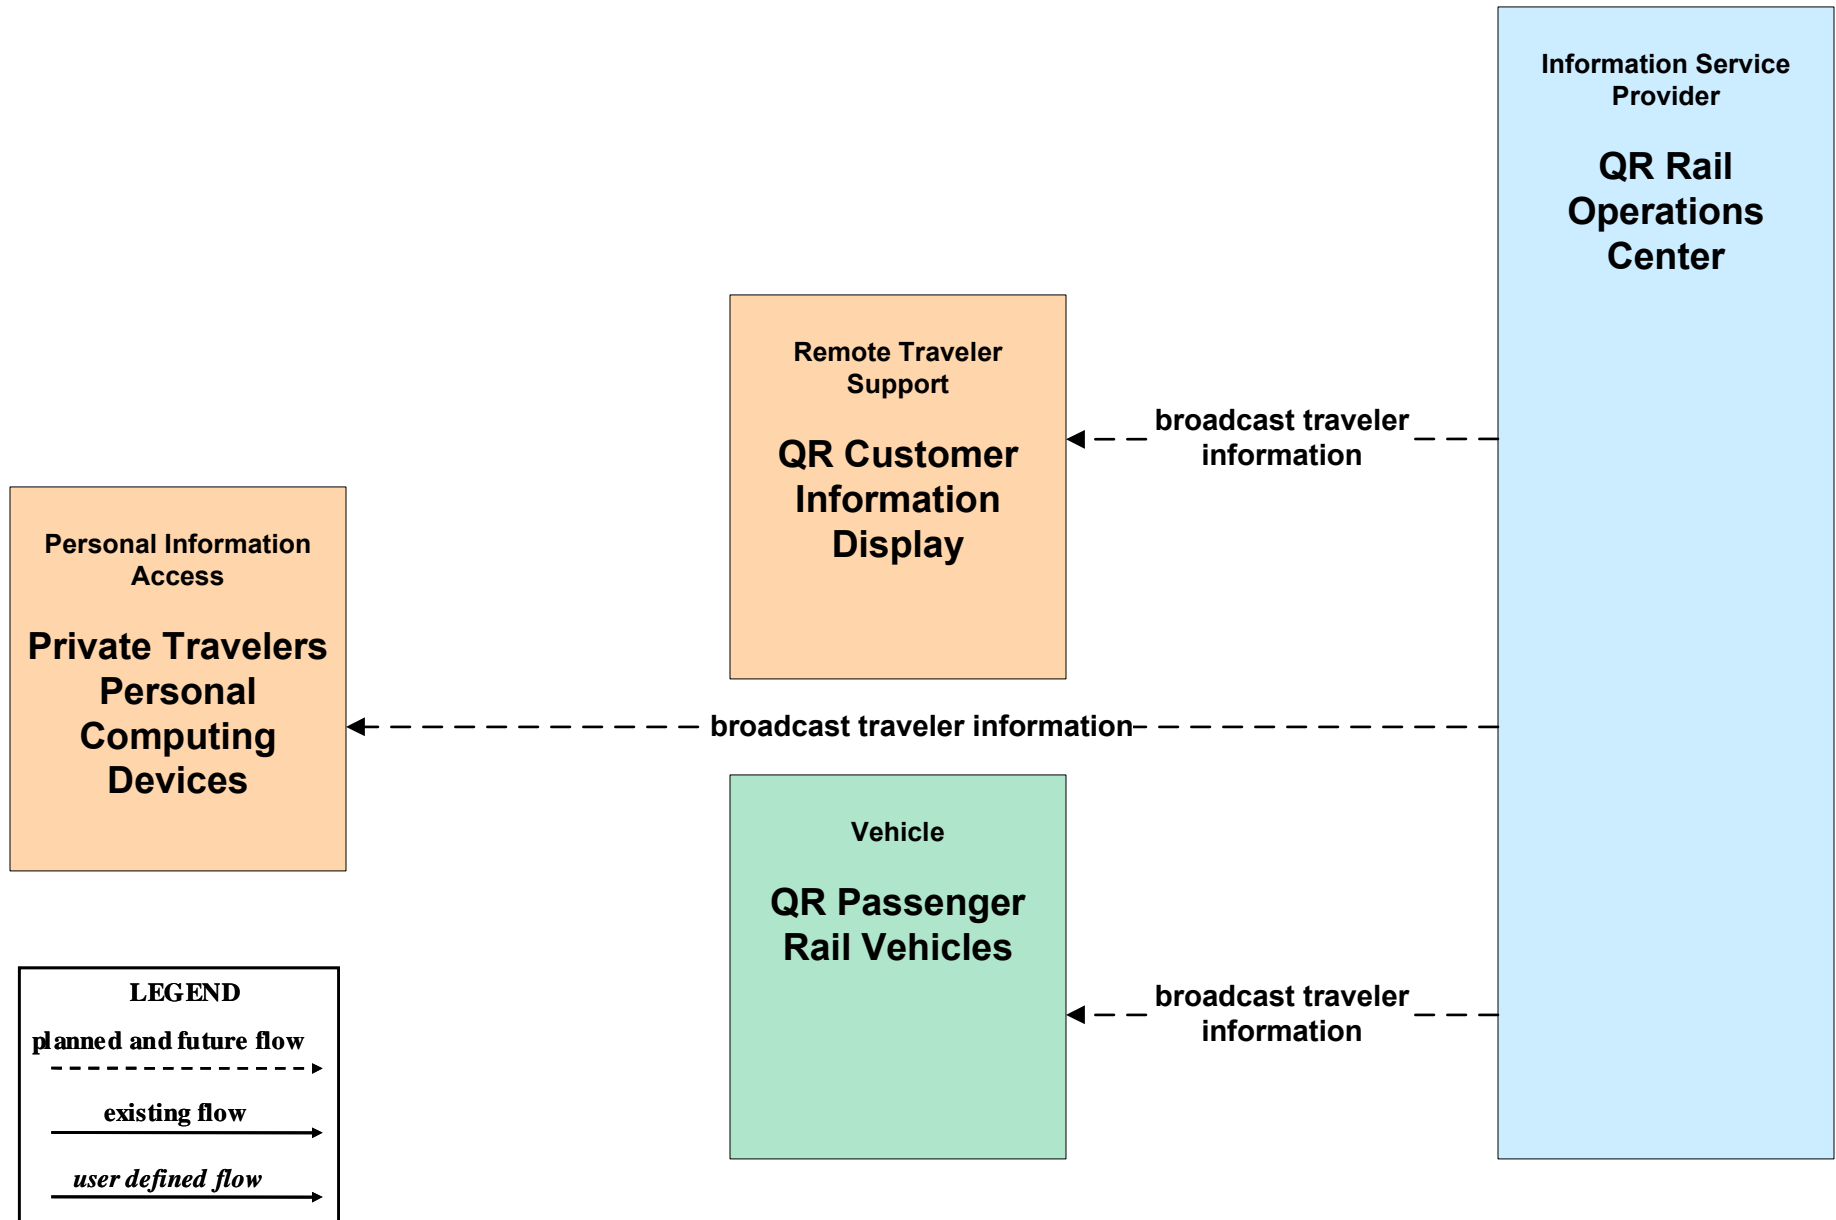 Information Service
Provider
QR Rail
Operations
Center
Remote Traveler
Support
QR Customer
Information
Display
broadcast traveler
information
Personal Information
Access
Private Travelers
Personal
Computing
Devices
broadcast traveler information
Vehicle
QR Passenger
Rail Vehicles
broadcast traveler
information
LEGEND
planned and future flow
existing flow
user defined flow